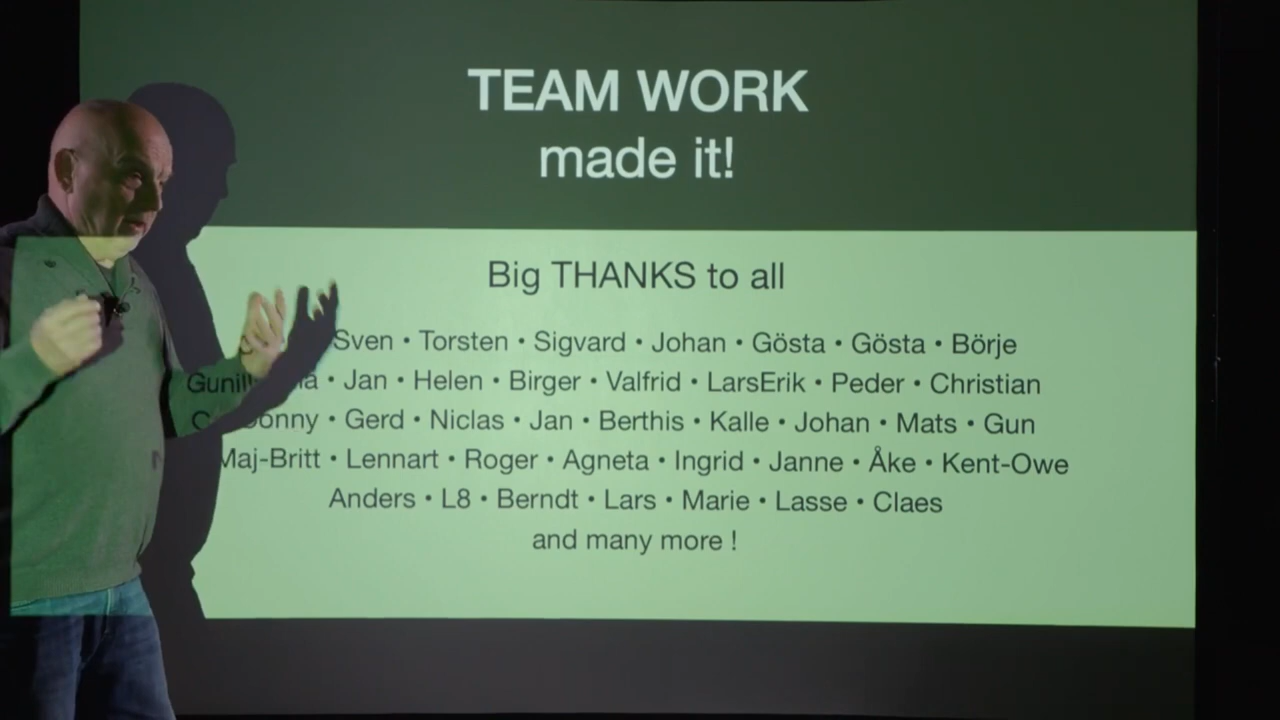 TEAM WORK
made it!
Big THANKS to all
Sven • Torsten • Sigvard • Johan • Gösta • Gösta • Börje
• Jan • Helen • Birger • Valfrid • LarsErik • Peder • Christian
• Gerd • Niclas • Jan • Berthis • Kalle • Johan • Mats • Gun
Maj-Britt • Lennart • Roger • Agneta • Ingrid • Janne • Åke • Kent-Owe
Anders • L8 • Berndt • Lars • Marie • Lasse • Claes
and many more !